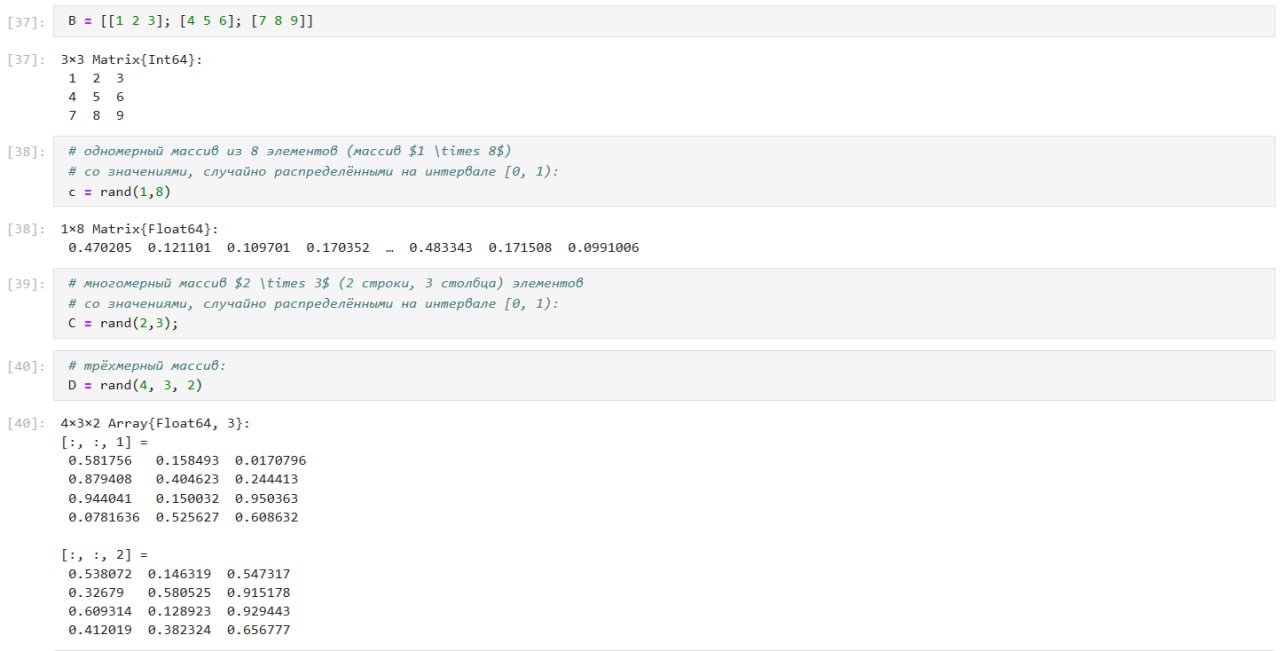 [37]: B = [[1 2 3]; [4 5 6]; [7 8 9]]
[37]: 3×3 Matrix{Int64}:
1 2 3
4 5 6
7 8 9
[38]: # одномерный массив из 8 элементов (массив $1 \times 8$)
# со значениями, случайно распределёнными на интервале [0, 1):
c = rand(1,8)
[38]: 1×8 Matrix{Float64}:
0.470205 0.121101 0.109701 0.170352 … 0.483343 0.171508 0.0991006
[39]: # многомерный массив $2 \times 3$ (2 строки, 3 столбца) элементов
# со значениями, случайно распределёнными на интервале [0, 1):
C = rand(2,3);
[40]: # трёхмерный массив:
D = rand(4, 3, 2)
[40]: 4×3×2 Array{Float64, 3}:
[:, :, 1] =
0.581756 0.158493 0.0170796
0.879408 0.404623 0.244413
0.944041 0.150032 0.950363
0.0781636 0.525627 0.608632
[:, :, 2] =
0.538072 0.146319 0.547317
0.32679 0.580525 0.915178
0.609314 0.128923 0.929443
0.412019 0.382324 0.656777